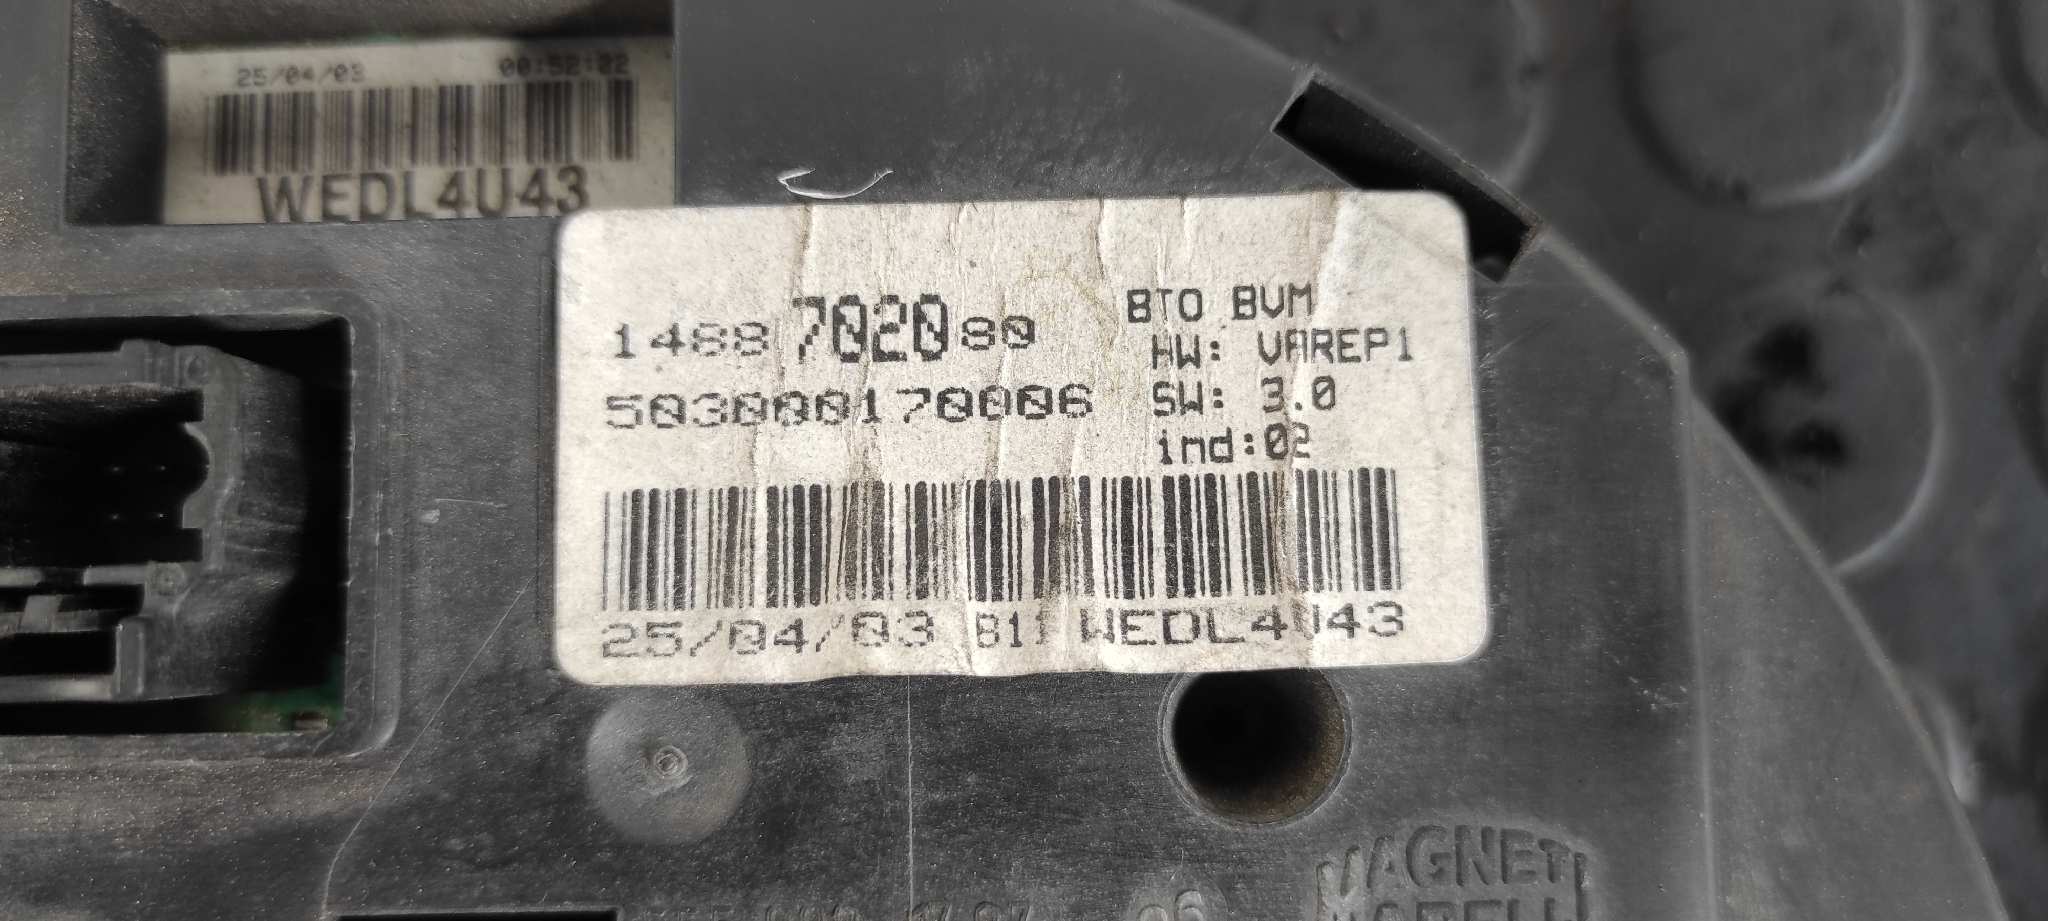 25/04/03 00:52:02
WEDL4U43
1488702080
503000170006
BTO BVM
HW: VAREP1
SW: 3.0
ind:02
25/04/03 B11 WEDL4U43
MAGNETI
MARELLI